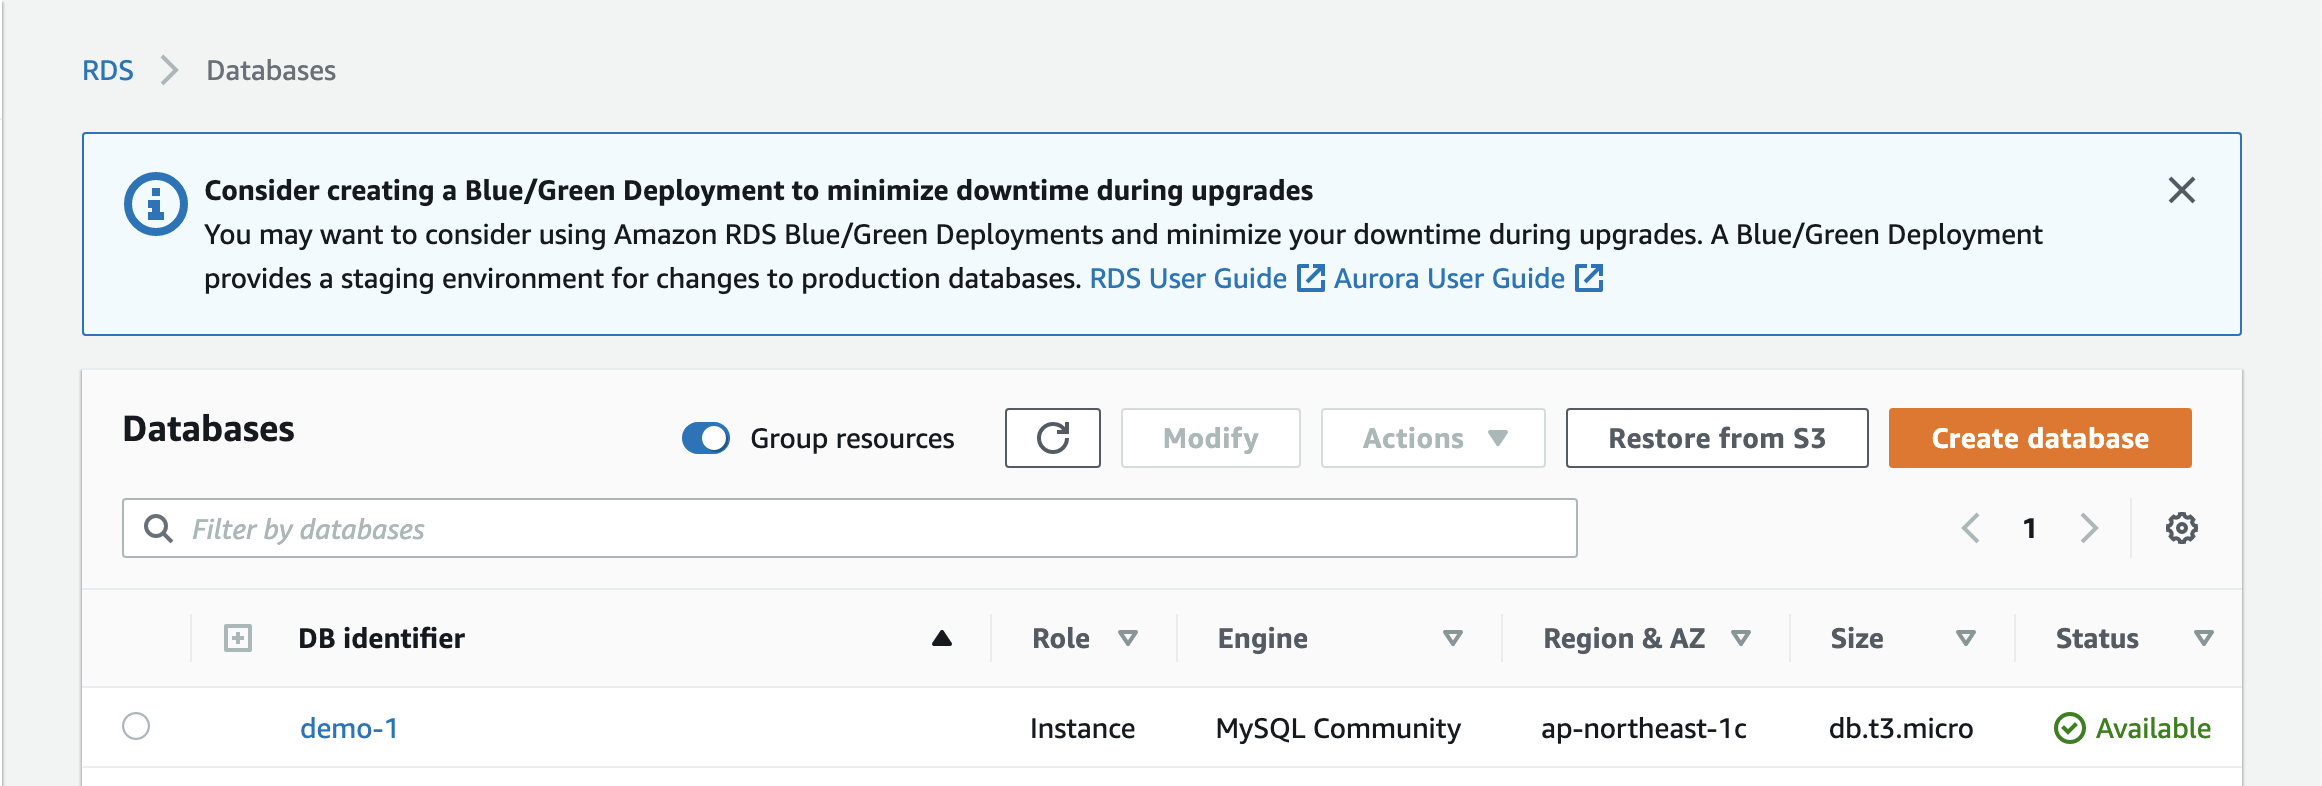 RDS > Databases
Consider creating a Blue/Green Deployment to minimize downtime during upgrades
You may want to consider using Amazon RDS Blue/Green Deployments and minimize your downtime during upgrades. A Blue/Green Deployment
provides a staging environment for changes to production databases. RDS User Guide Aurora User Guide
Databases Group resources Modify Actions Restore from S3 Create database
Filter by databases 1
DB identifier Role Engine Region & AZ Size Status
demo-1 Instance MySQL Community ap-northeast-1c db.t3.micro Available